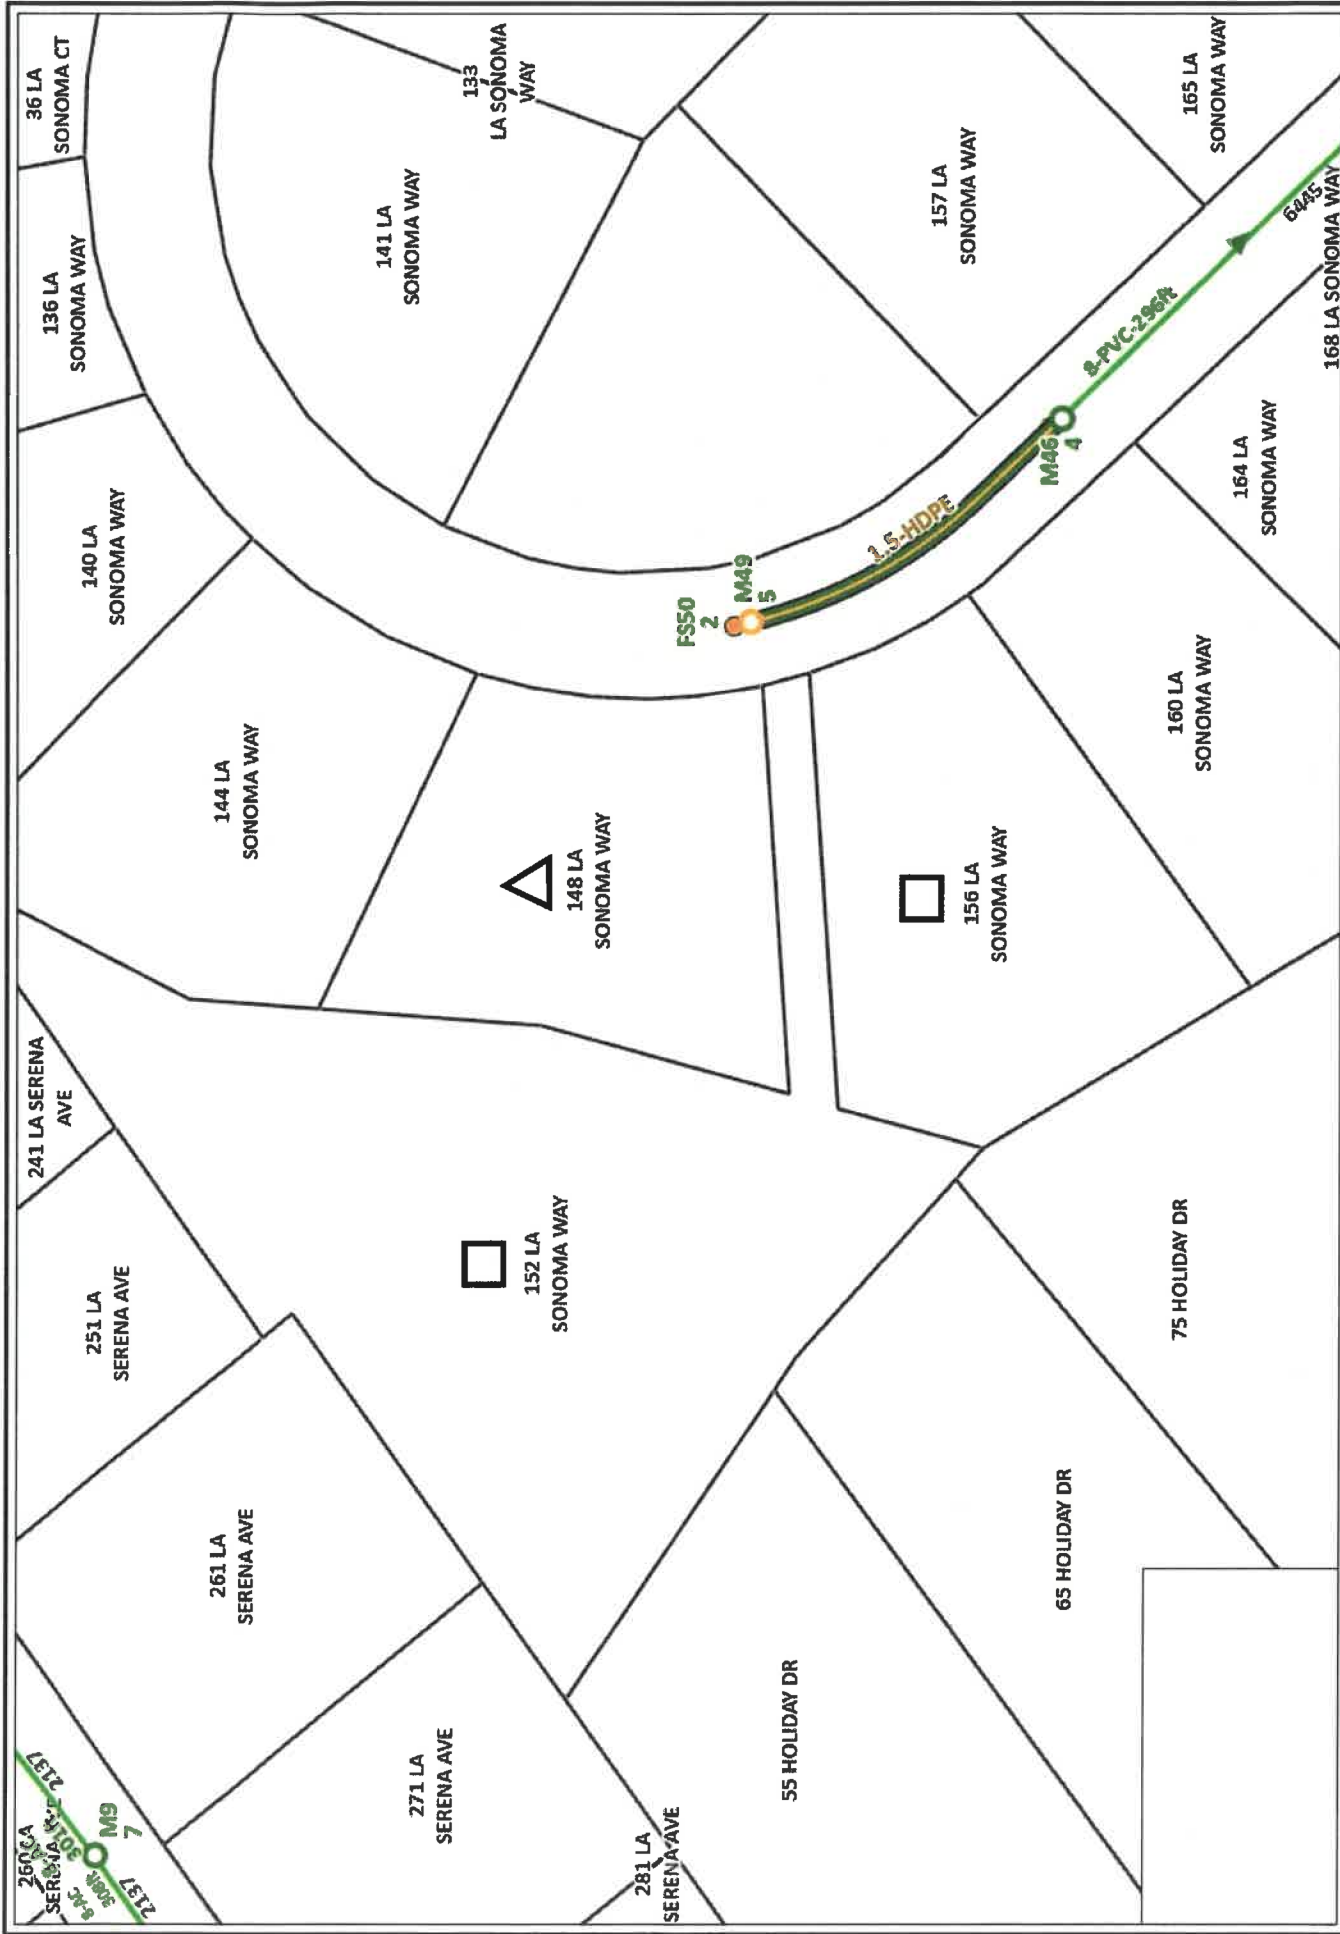 36 LA
SONOMA CT
136 LA
SONOMA WAY
140 LA
SONOMA WAY
144 LA
SONOMA WAY
241 LA SERENA
AVE
251 LA
SERENA AVE
261 LA
SERENA AVE
271 LA
SERENA AVE
281 LA
SERENA AVE
2137
M9
7
2137
133
LA SONOMA
WAY
141 LA
SONOMA WAY
148 LA
SONOMA WAY
152 LA
SONOMA WAY
55 HOLIDAY DR
FS50
2
M49
5
1.5-HDPE
M46
4
8-PVC-296ft
6445
157 LA
SONOMA WAY
165 LA
SONOMA WAY
156 LA
SONOMA WAY
160 LA
SONOMA WAY
164 LA
SONOMA WAY
168 LA SONOMA WAY
65 HOLIDAY DR
75 HOLIDAY DR